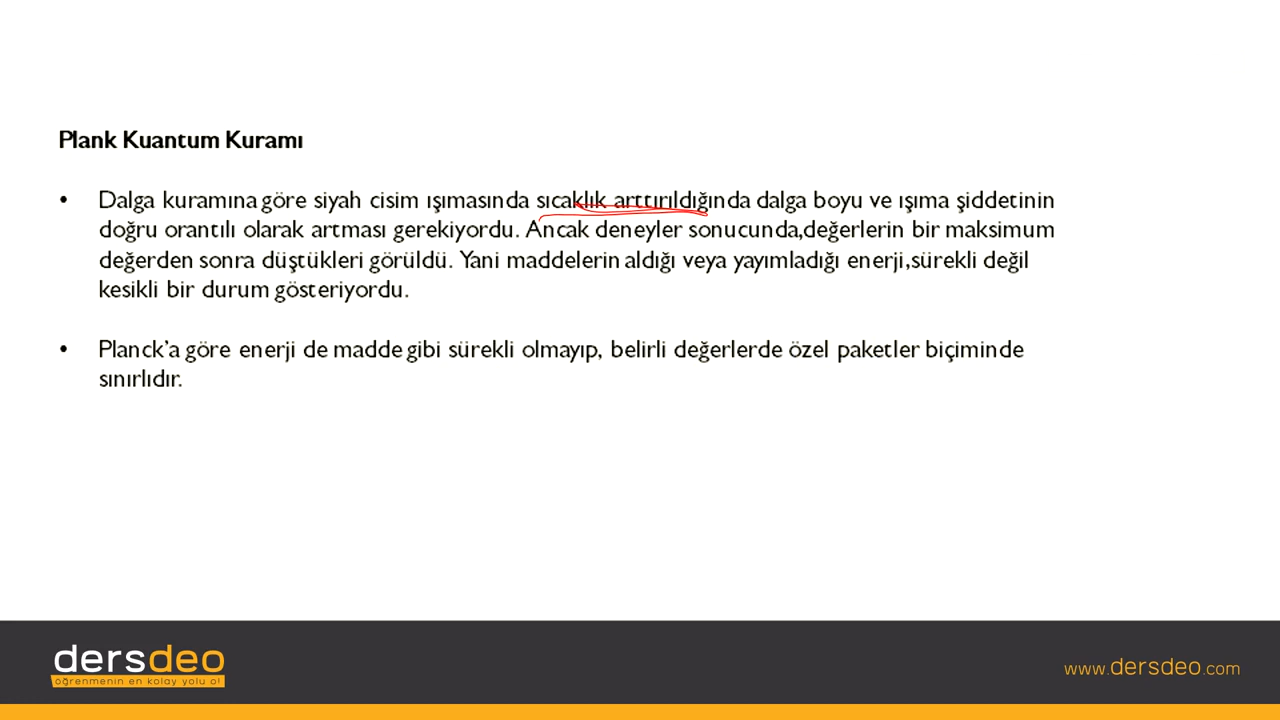 Plank Kuantum Kuramı
• Dalga kuramına göre siyah cisim ışımasında sıcaklık arttırıldığında dalga boyu ve ışıma şiddetinin
doğru orantılı olarak artması gerekiyordu. Ancak deneyler sonucunda,değerlerin bir maksimum
değerden sonra düştükleri görüldü. Yani maddelerin aldığı veya yayımladığı enerji,sürekli değil
kesikli bir durum gösteriyordu.
• Planck’a göre enerji de madde gibi sürekli olmayıp, belirli değerlerde özel paketler biçiminde
sınırlıdır.
dersdeo
öğrenmenin en kolay yolu o!
www.dersdeo.com